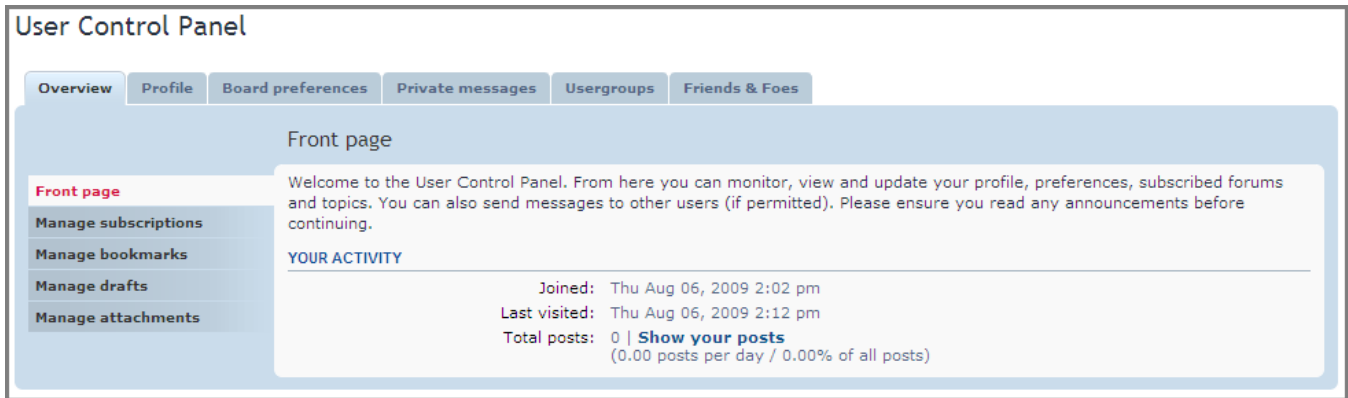 User Control Panel
Overview Profile Board preferences Private messages Usergroups Friends & Foes
Front page
Front page
Manage subscriptions
Manage bookmarks
Manage drafts
Manage attachments
Welcome to the User Control Panel. From here you can monitor, view and update your profile, preferences, subscribed forums
and topics. You can also send messages to other users (if permitted). Please ensure you read any announcements before
continuing.
YOUR ACTIVITY
Joined: Thu Aug 06, 2009 2:02 pm
Last visited: Thu Aug 06, 2009 2:12 pm
Total posts: 0 | Show your posts
(0.00 posts per day / 0.00% of all posts)